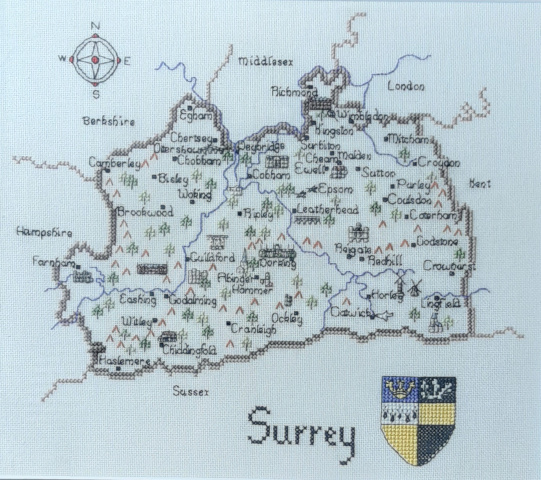 N
W E
S
Middlesex
London
Berkshire
Kent
Hampshire
Sussex
Richmond
Egham
Wimbledon
Kingston
Chertsey
Ottershaw
Weybridge
Surbiton
Mitcham
Camberley
Chobham
Cheam
Malden
Croydon
Bisley
Cobham
Ewell
Sutton
Woking
Epsom
Purley
Coulsdon
Brookwood
Ripley
Leatherhead
Caterham
Reigate
Godstone
Farnham
Guildford
Dorking
Redhill
Crowhurst
Abinger
Hammer
Eashing
Godalming
Horley
Lingfield
Witley
Cranleigh
Ockley
Gatwick
Haslemere
Chiddingfold
Surrey